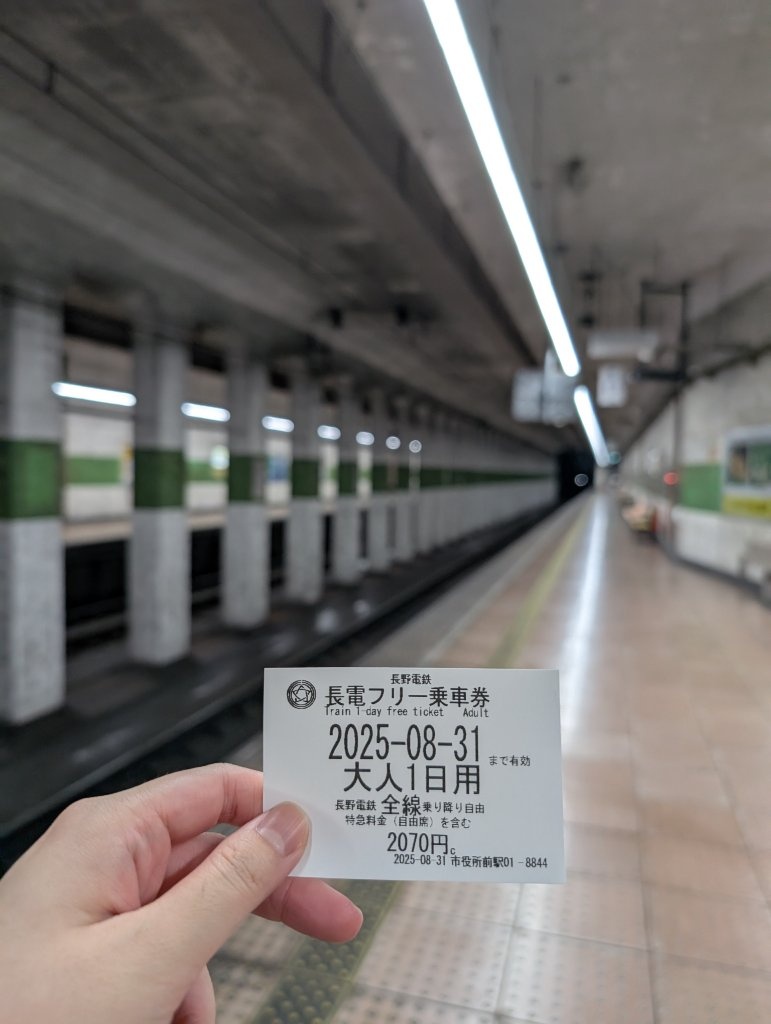 長野電鉄
長電フリー乗車券
Train 1-day free ticket Adult
2025-08-31 まで有効
大人1日用
長野電鉄 全線 乗り降り自由
特急料金（自由席）を含む
2070円c
2025-08-31 市役所前駅01-8844